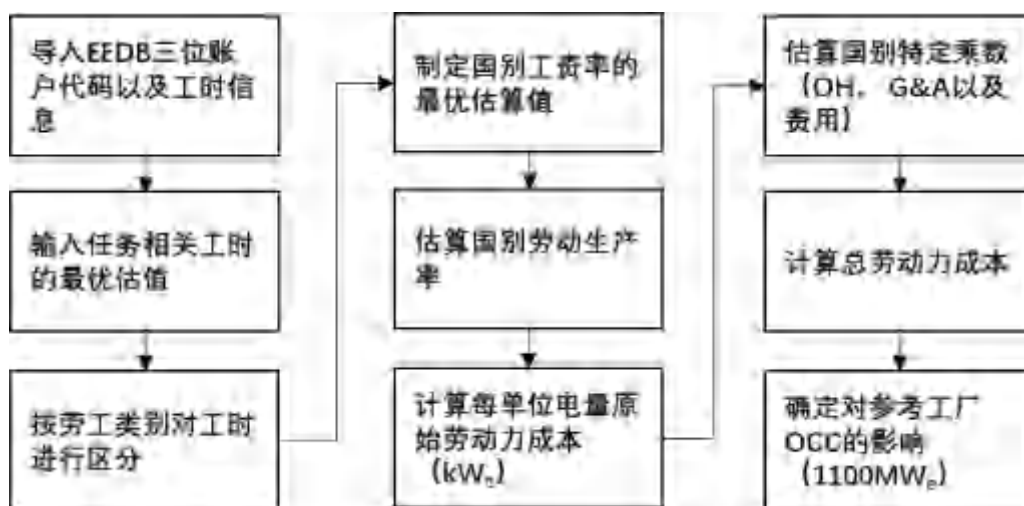 导入EEDB三位账
户代码以及工时信
息
输入任务相关工时
的最优估值
按劳工类别对工时
进行区分
制定国别工资率的
最优估算值
估算国别劳动生产
率
计算每单位电量原
始劳动力成本
（kWe）
估算国别特定乘数
（OH， G&A以及
费用）
计算总劳动力成本
确定对参考工厂
OCC的影响
（1100MWe）